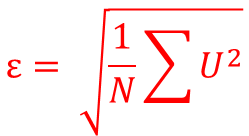 ε = √(1/N ∑ U²)